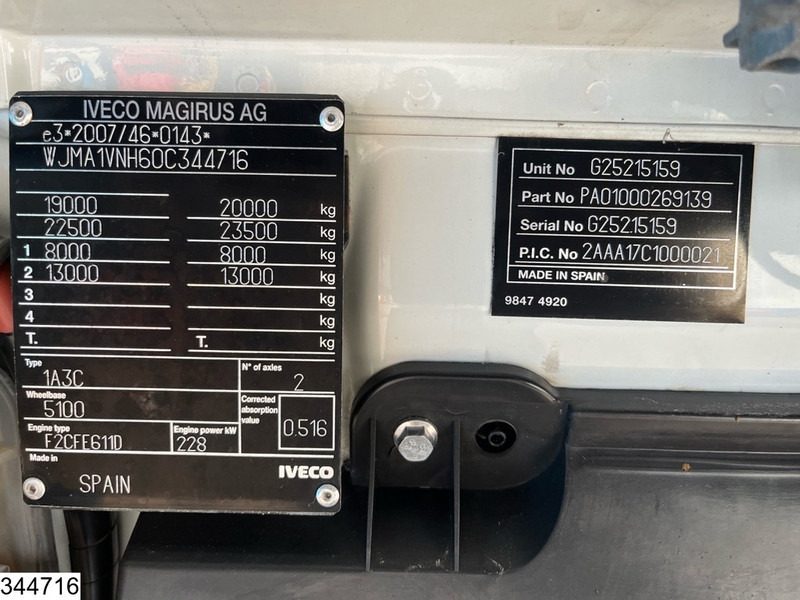 IVECO MAGIRUS AG
e3*2007/46*0143*
WJMA1VNH60C344716
19000 20000 kg
22500 23500 kg
1 8000 8000 kg
2 13000 13000 kg
3 kg
4 kg
T. T. kg
Type 1A3C N° of axles 2
Wheelbase 5100 Corrected absorption value 0.516
Engine type F2CFE611D Engine power kW 228
Made in SPAIN IVECO
Unit No G25215159
Part No PA01000269139
Serial No G25215159
P.I.C. No 2AAA17C1000021
MADE IN SPAIN
9847 4920
344716